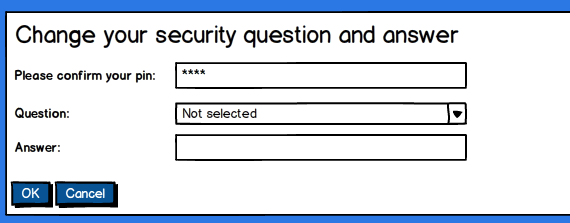 Change your security question and answer
Please confirm your pin: ****
Question: Not selected
Answer:
OK Cancel